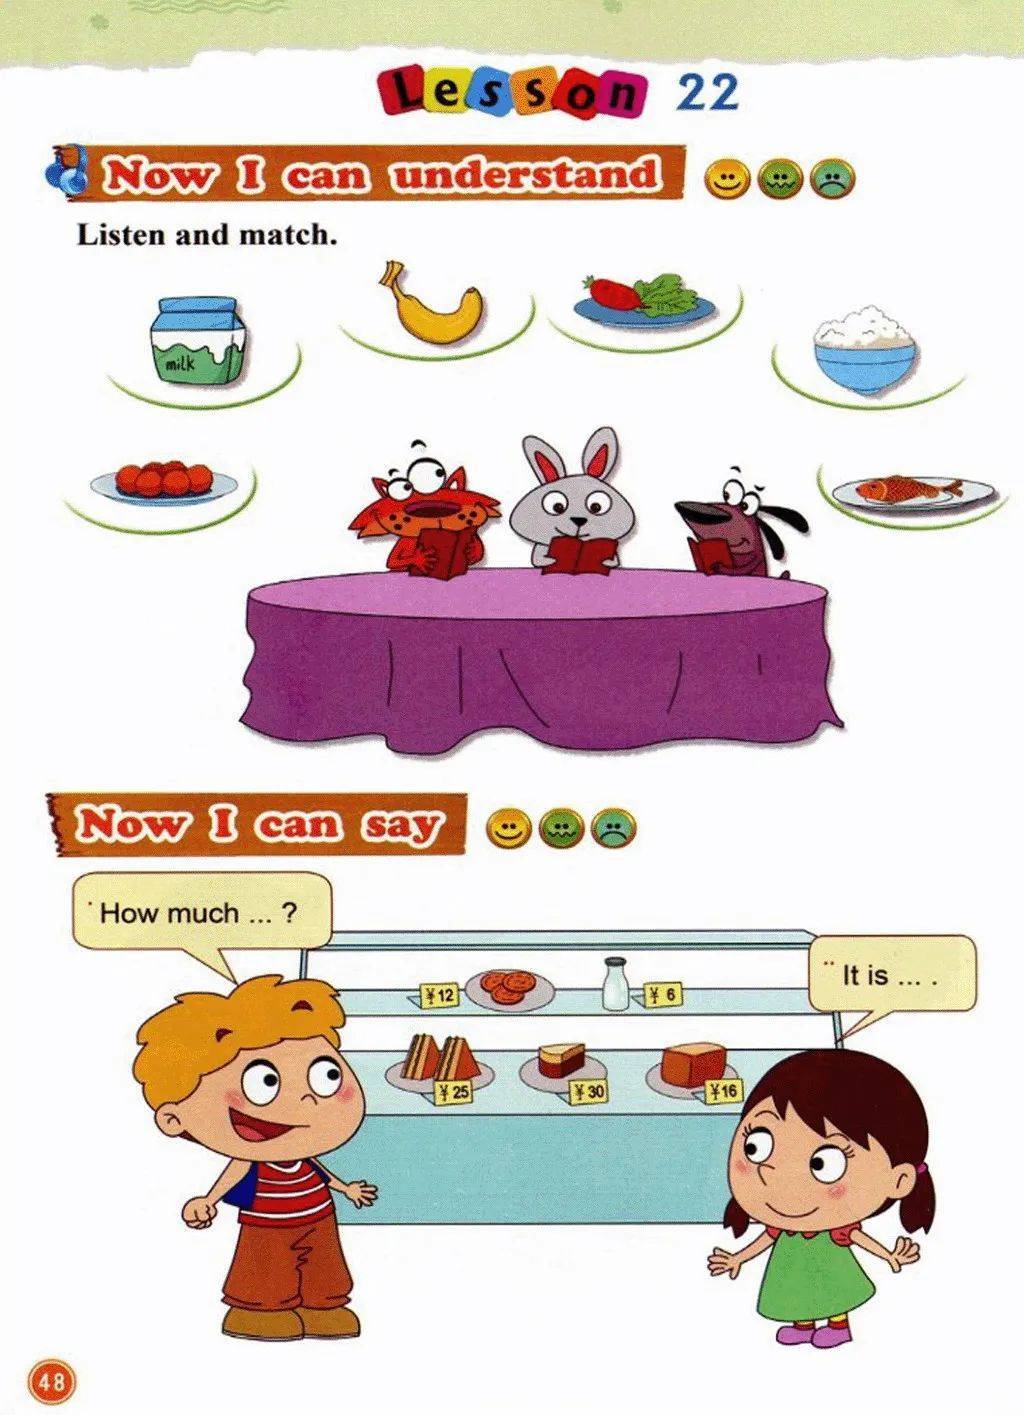 Lesson 22
Now I can understand
Listen and match.
milk
Now I can say
How much ... ?
It is ... .
¥12
¥ 6
¥25
¥30
¥16
48